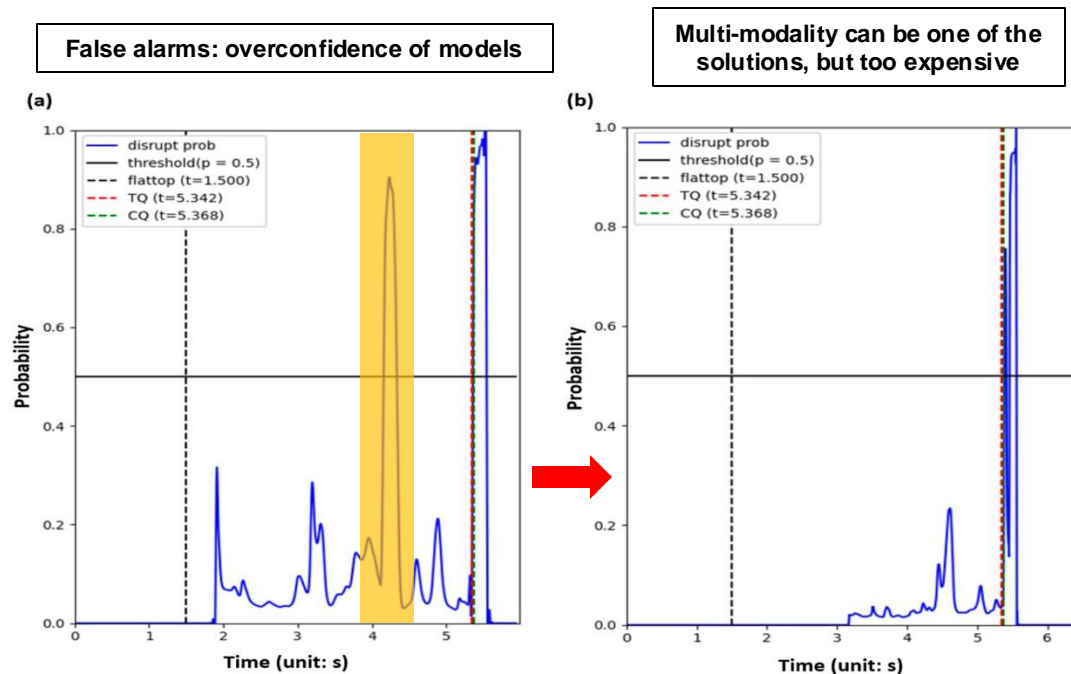 False alarms: overconfidence of models
Multi-modality can be one of the
solutions, but too expensive
(a)
disrupt prob
threshold(p = 0.5)
flattop (t=1.500)
TQ (t=5.342)
CQ (t=5.368)
1.0
0.8
0.6
0.4
0.2
0.0
Probability
0
1
2
3
4
5
Time (unit: s)
(b)
disrupt prob
threshold(p = 0.5)
flattop (t=1.500)
TQ (t=5.342)
CQ (t=5.368)
1.0
0.8
0.6
0.4
0.2
0.0
Probability
0
1
2
3
4
5
6
Time (unit: s)